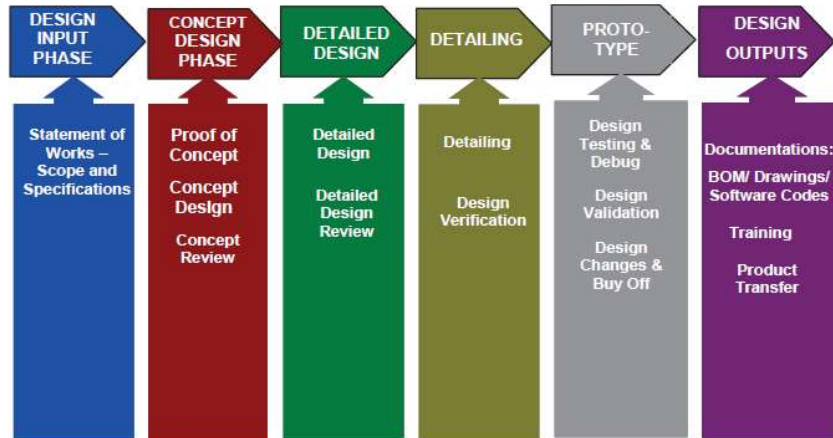 DESIGN
INPUT
PHASE
CONCEPT
DESIGN
PHASE
DETAILED
DESIGN
DETAILING
PROTO-
TYPE
DESIGN
OUTPUTS
Statement of
Works –
Scope and
Specifications
Proof of
Concept
Concept
Design
Concept
Review
Detailed
Design
Detailed
Design
Review
Detailing
Design
Verification
Design
Testing &
Debug
Design
Validation
Design
Changes &
Buy Off
Documentations:
BOM/ Drawings/
Software Codes
Training
Product
Transfer